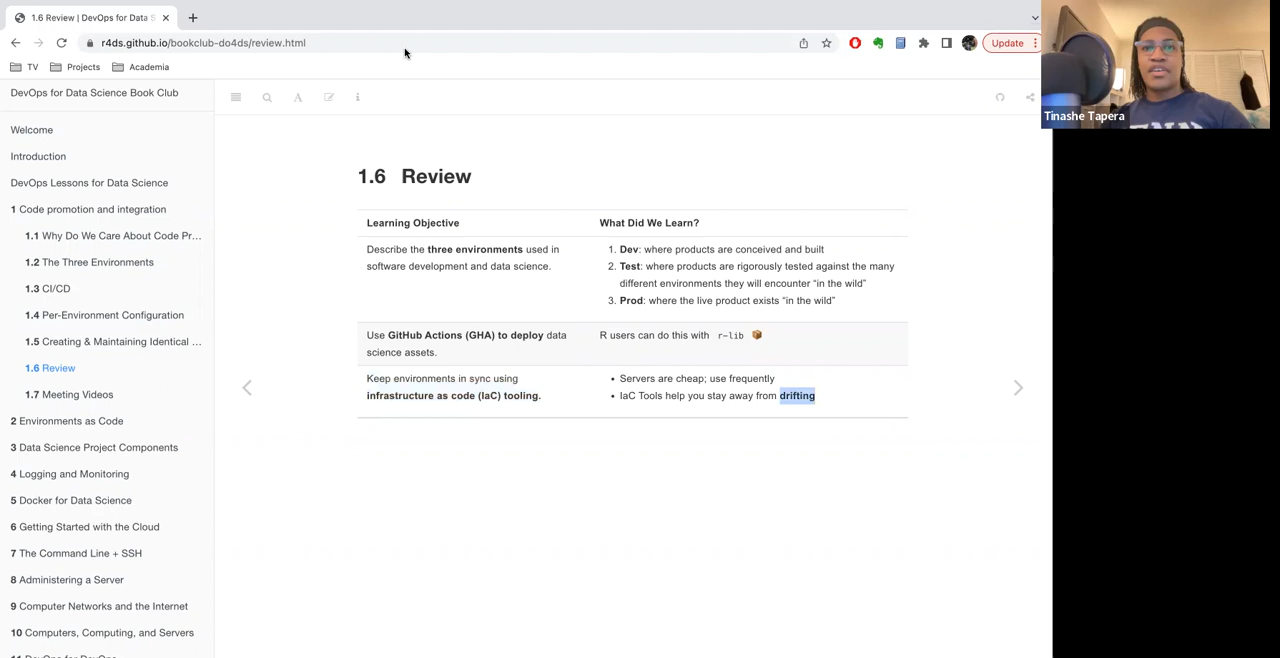 1.6 Review | DevOps for Data S
r4ds.github.io/bookclub-do4ds/review.html
Update
TV Projects Academia
DevOps for Data Science Book Club
Welcome
Introduction
DevOps Lessons for Data Science
1 Code promotion and integration
1.1 Why Do We Care About Code Pr...
1.2 The Three Environments
1.3 CI/CD
1.4 Per-Environment Configuration
1.5 Creating & Maintaining Identical ...
1.6 Review
1.7 Meeting Videos
2 Environments as Code
3 Data Science Project Components
4 Logging and Monitoring
5 Docker for Data Science
6 Getting Started with the Cloud
7 The Command Line + SSH
8 Administering a Server
9 Computer Networks and the Internet
10 Computers, Computing, and Servers
11 DevOps for DevOps
1.6 Review
Learning Objective
What Did We Learn?
Describe the three environments used in
software development and data science.
1. Dev: where products are conceived and built
2. Test: where products are rigorously tested against the many
different environments they will encounter “in the wild”
3. Prod: where the live product exists “in the wild”
Use GitHub Actions (GHA) to deploy data
science assets.
R users can do this with r-lib 📦
Keep environments in sync using
infrastructure as code (IaC) tooling.
• Servers are cheap; use frequently
• IaC Tools help you stay away from drifting
Tinashe Tapera